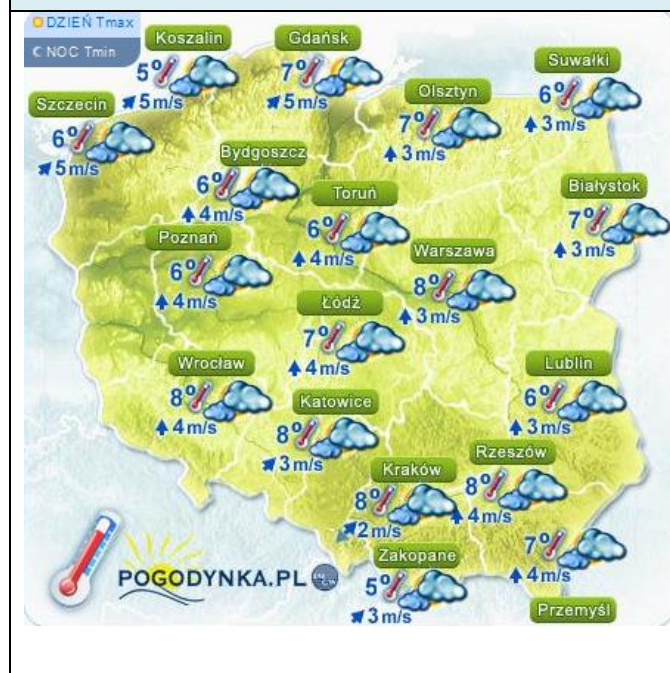 DZIEŃ Tmax
NOC Tmin
Koszalin
5°
5 m/s
Gdańsk
7°
5 m/s
Suwałki
6°
3 m/s
Szczecin
6°
5 m/s
Olsztyn
7°
3 m/s
Bydgoszcz
6°
4 m/s
Toruń
6°
4 m/s
Białystok
7°
3 m/s
Poznań
6°
4 m/s
Warszawa
8°
3 m/s
Łódź
7°
4 m/s
Wrocław
8°
4 m/s
Katowice
8°
3 m/s
Lublin
6°
3 m/s
Kraków
8°
2 m/s
Rzeszów
8°
4 m/s
Zakopane
5°
3 m/s
7°
4 m/s
Przemyśl
POGODYNKA.PL